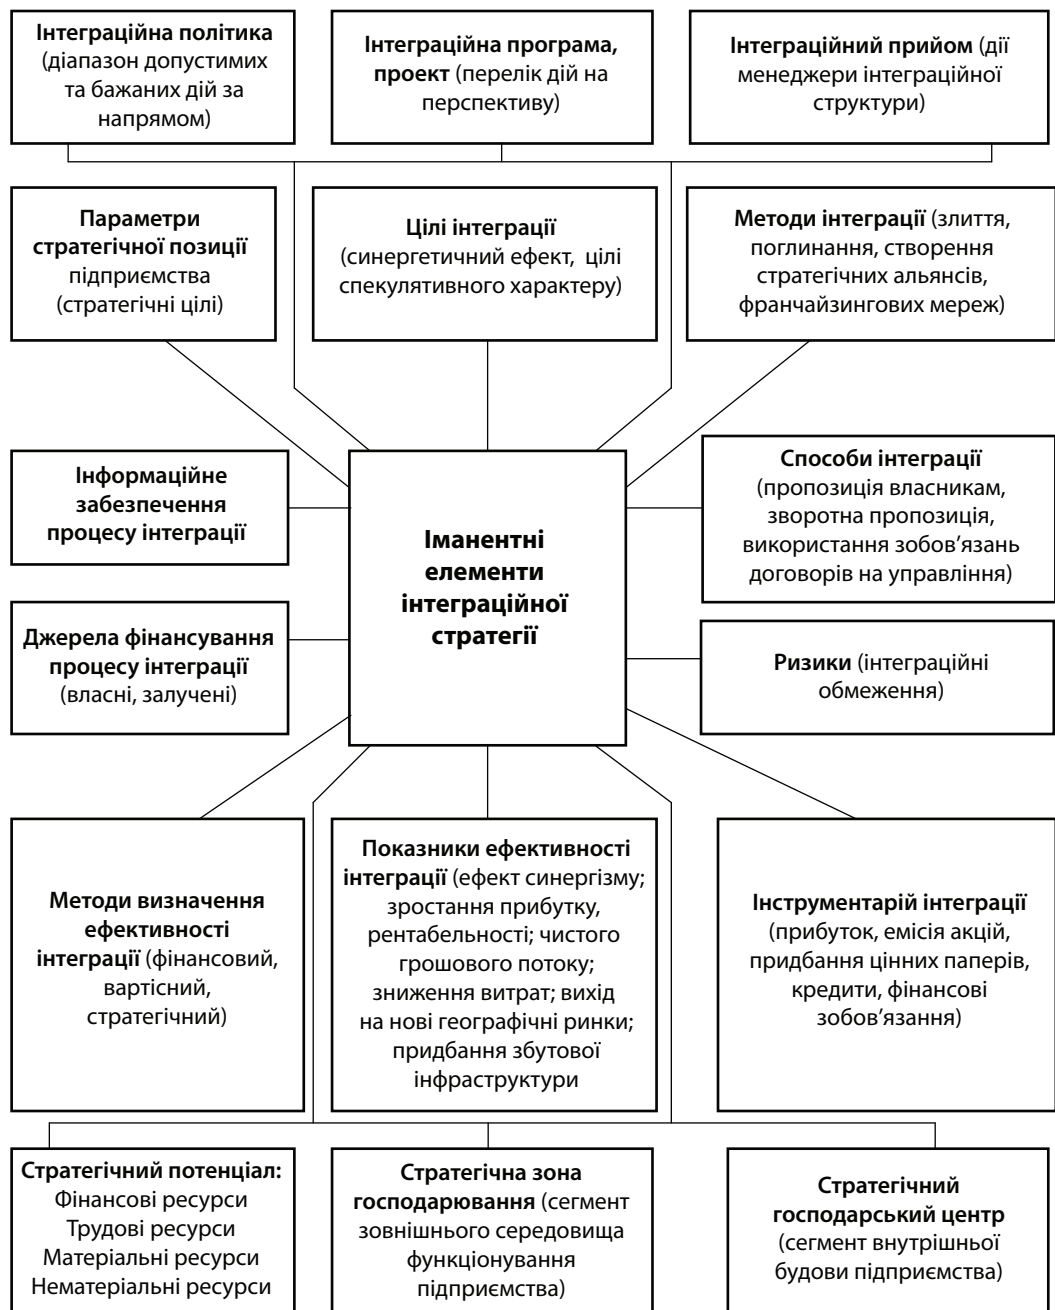 Інтеграційна політика
(діапазон допустимих
та бажаних дій за
напрямом)
Інтеграційна програма,
проект (перелік дій на
перспективу)
Інтеграційний прийом (дії
менеджери інтеграційної
структури)
Параметри
стратегічної позиції
підприємства
(стратегічні цілі)
Цілі інтеграції
(синергетичний ефект, цілі
спекулятивного характеру)
Методи інтеграції (злиття,
поглинання, створення
стратегічних альянсів,
франчайзингових мереж)
Інформаційне
забезпечення
процесу інтеграції
Іманентні
елементи
інтеграційної
стратегії
Способи інтеграції
(пропозиція власникам,
зворотна пропозиція,
використання зобов'язань
договорів на управління)
Джерела фінансування
процесу інтеграції
(власні, залучені)
Ризики (інтеграційні
обмеження)
Методи визначення
ефективності
інтеграції (фінансовий,
вартісний,
стратегічний)
Показники ефективності
інтеграції (ефект синергізму;
зростання прибутку,
рентабельності; чистого
грошового потоку;
зниження витрат; вихід
на нові географічні ринки;
придбання збутової
інфраструктури
Інструментарій інтеграції
(прибуток, емісія акцій,
придбання цінних паперів,
кредити, фінансові
зобов'язання)
Стратегічний потенціал:
Фінансові ресурси
Трудові ресурси
Матеріальні ресурси
Нематеріальні ресурси
Стратегічна зона
господарювання (сегмент
зовнішнього середовища
функціонування
підприємства)
Стратегічний
господарський центр
(сегмент внутрішньої
будови підприємства)